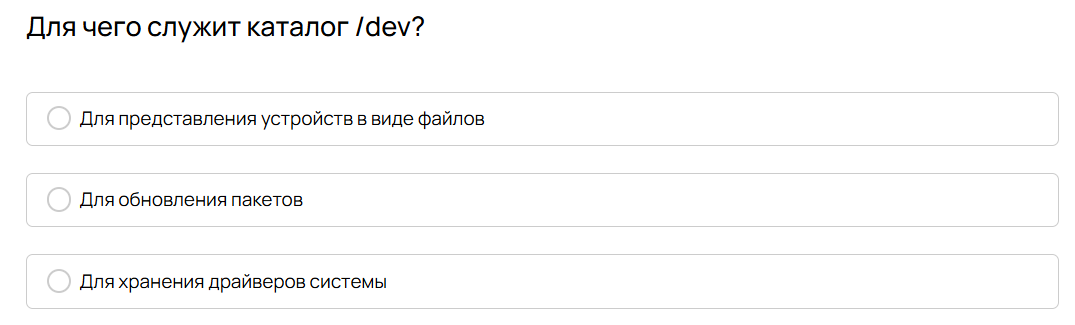 Для чего служит каталог /dev?
Для представления устройств в виде файлов
Для обновления пакетов
Для хранения драйверов системы